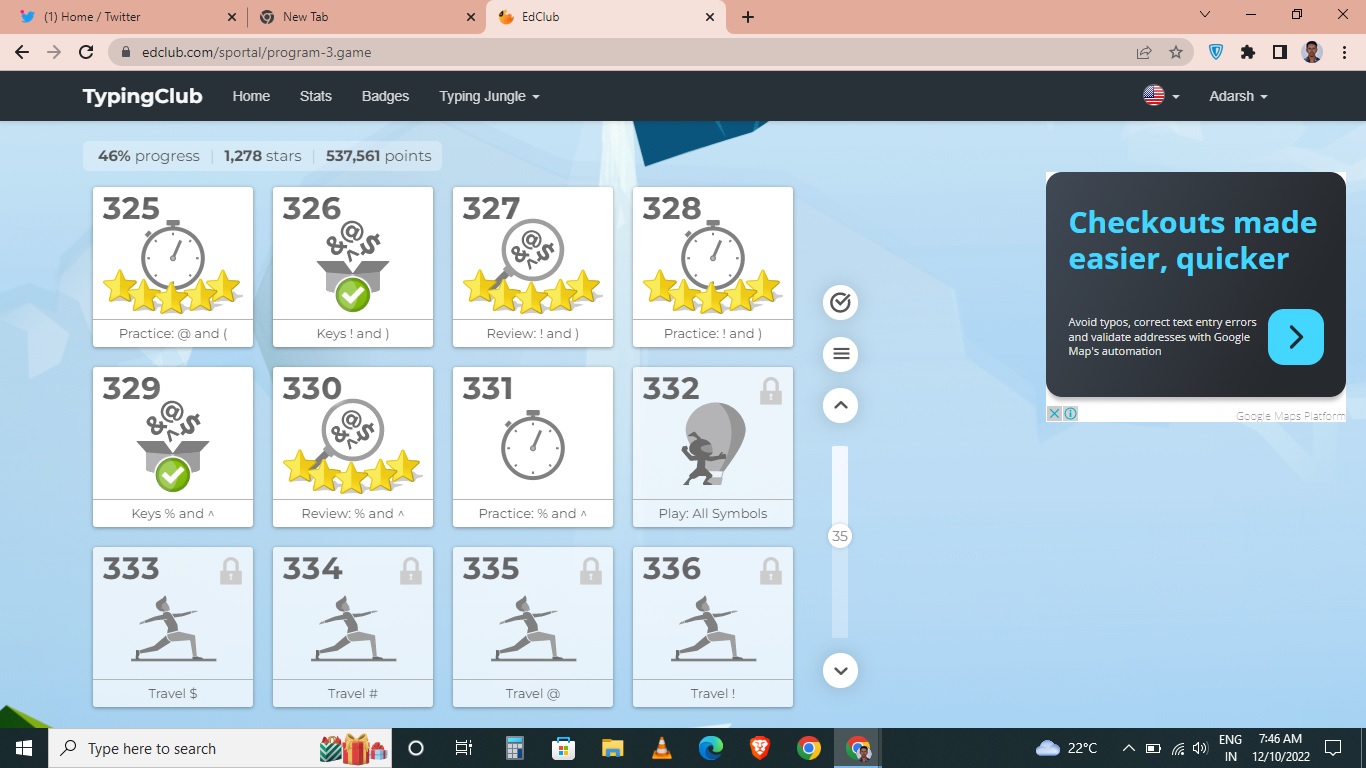 (1) Home / Twitter
New Tab
EdClub
edclub.com/sportal/program-3.game
TypingClub
Home
Stats
Badges
Typing Jungle
Adarsh
46% progress | 1,278 stars | 537,561 points
325
Practice: @ and (
326
&@^$
Keys ! and )
327
&@^$
Review: ! and )
328
Practice: ! and )
329
&@^$
Keys % and ^
330
&@^$
Review: % and ^
331
Practice: % and ^
332
Play: All Symbols
333
Travel $
334
Travel #
335
Travel @
336
Travel !
35
Checkouts made
easier, quicker
Avoid typos, correct text entry errors
and validate addresses with Google
Map's automation
Google Maps Platform
Type here to search
22°C
ENG
IN
7:46 AM
12/10/2022